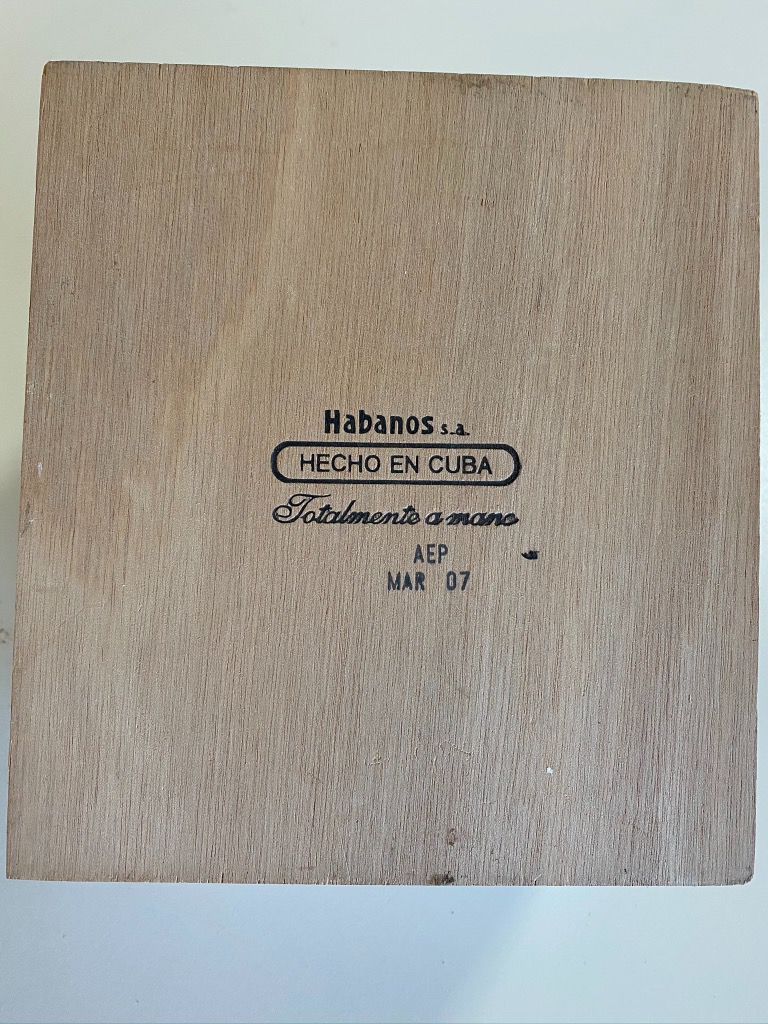 Habanos s.a.
HECHO EN CUBA
Totalmente a mano
AEP
MAR 07